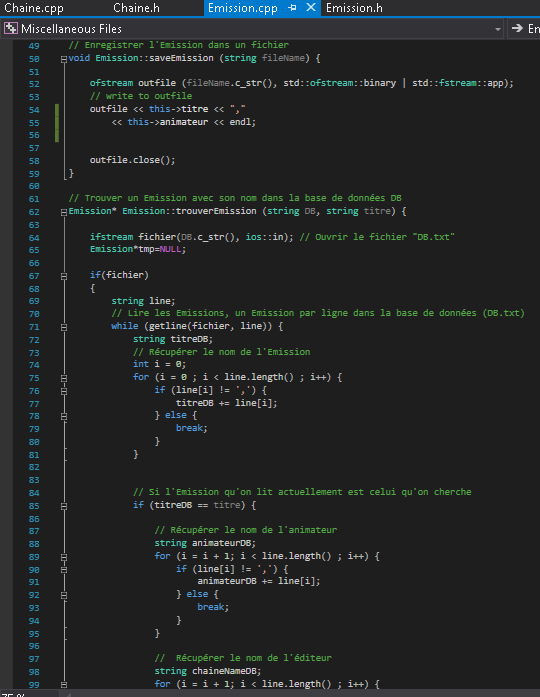 Chaine.cpp Chaine.h Emission.cpp Emission.h
Miscellaneous Files En
49 // Enregistrer l'Emission dans un fichier
50 void Emission::saveEmission (string fileName) {
51
52 ofstream outfile (fileName.c_str(), std::ofstream::binary | std::fstream::app);
53 // write to outfile
54 outfile << this->titre << ","
55 << this->animateur << endl;
56
57
58 outfile.close();
59 }
60
61 // Trouver un Emission avec son nom dans la base de données DB
62 Emission* Emission::trouverEmission (string DB, string titre) {
63
64 ifstream fichier(DB.c_str(), ios::in); // Ouvrir le fichier "DB.txt"
65 Emission*tmp=NULL;
66
67 if(fichier)
68 {
69 string line;
70 // Lire les Emissions, un Emission par ligne dans la base de données (DB.txt)
71 while (getline(fichier, line)) {
72 string titreDB;
73 // Récupérer le nom de l'Emission
74 int i = 0;
75 for (i = 0 ; i < line.length() ; i++) {
76 if (line[i] != ',') {
77 titreDB += line[i];
78 } else {
79 break;
80 }
81 }
82
83
84 // Si l'Emission qu'on lit actuellement est celui qu'on cherche
85 if (titreDB == titre) {
86
87 // Récupérer le nom de l'animateur
88 string animateurDB;
89 for (i = i + 1; i < line.length() ; i++) {
90 if (line[i] != ',') {
91 animateurDB += line[i];
92 } else {
93 break;
94 }
95 }
96
97 // Récupérer le nom de l'éditeur
98 string chaineNameDB;
99 for (i = i + 1; i < line.length() ; i++) {
75 %